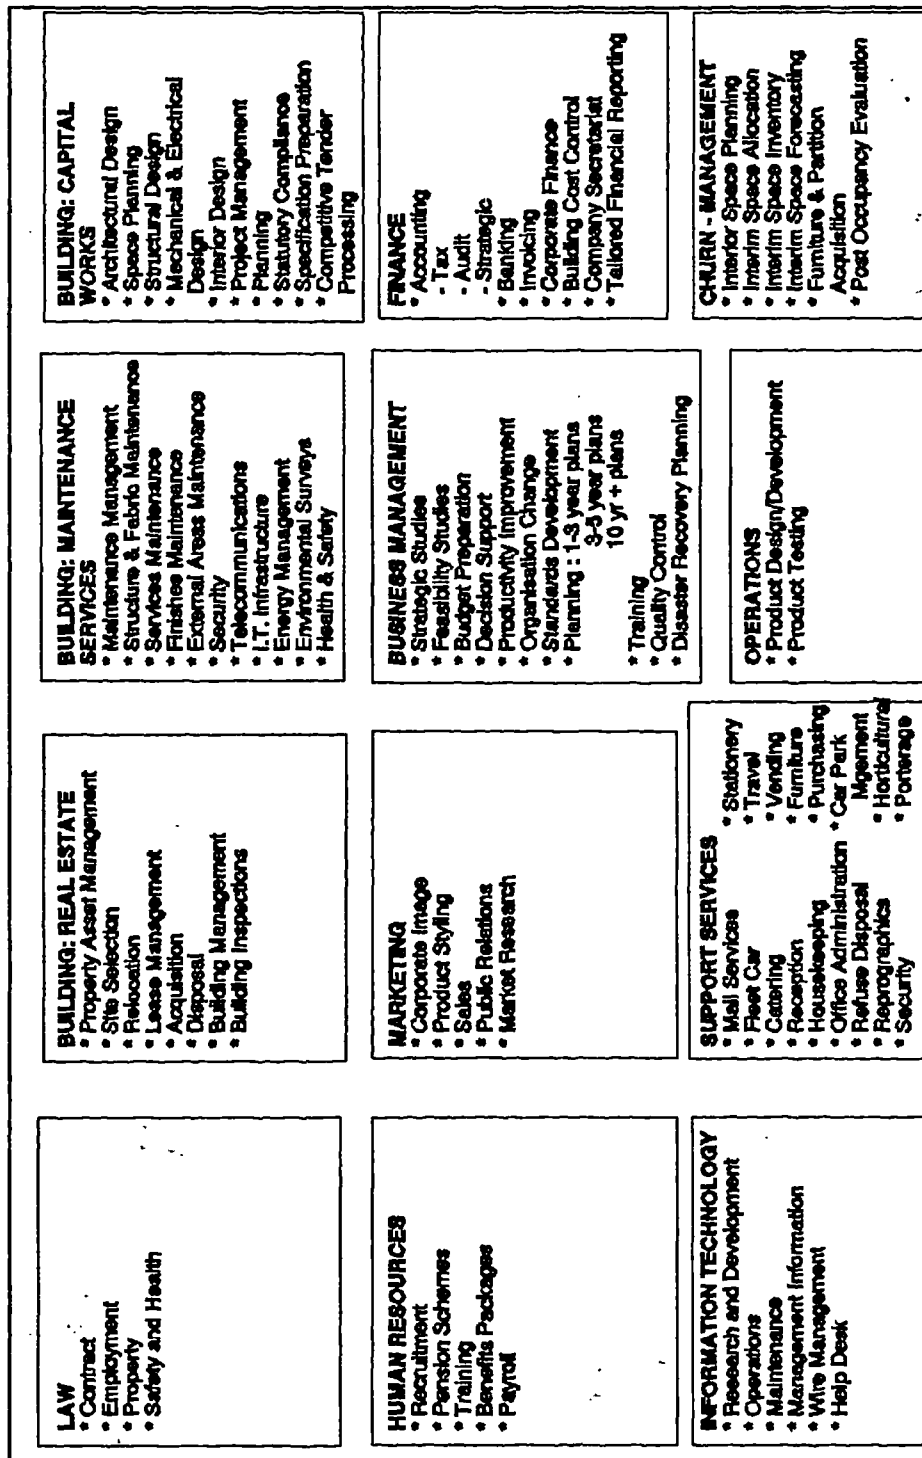 LAW
* Contract
* Employment
* Property
* Safety and Health
BUILDING: REAL ESTATE
* Property Asset Management
* Site Selection
* Relocation
* Lease Management
* Acquisition
* Disposal
* Building Management
* Building Inspections
BUILDING: MAINTENANCE
SERVICES
* Maintenance Management
* Structure & Fabric Maintenance
* Services Maintenance
* Finishes Maintenance
* External Areas Maintenance
* Security
* Telecommunications
* I.T. Infrastructure
* Energy Management
* Environmental Surveys
* Health & Safety
BUILDING: CAPITAL
WORKS
* Architectural Design
* Space Planning
* Structural Design
* Mechanical & Electrical
Design
* Interior Design
* Project Management
* Planning
* Statutory Compliance
* Specification Preparation
* Competitive Tender
Processing
HUMAN RESOURCES
* Recruitment
* Pension Schemes
* Training
* Benefits Packages
* Payroll
MARKETING
* Corporate Image
* Product Styling
* Sales
* Public Relations
* Market Research
BUSINESS MANAGEMENT
* Strategic Studies
* Feasibility Studies
* Budget Preparation
* Decision Support
* Productivity Improvement
* Organisation Change
* Standards Development
* Planning : 1-3 year plans
3-5 year plans
10 yr + plans
* Training
* Quality Control
* Disaster Recovery Planning
FINANCE
* Accounting
- Tax
- Audit
- Strategic
* Banking
* Invoicing
* Corporate Finance
* Building Cost Control
* Company Secretariat
* Tailored Financial Reporting
INFORMATION TECHNOLOGY
* Research and Development
* Operations
* Maintenance
* Management Information
* Wire Management
* Help Desk
SUPPORT SERVICES
* Mail Services * Stationery
* Fleet Car * Travel
* Catering * Vending
* Reception * Furniture
* Housekeeping * Purchasing
* Office Administration * Car Park
* Refuse Disposal Mgement
* Reprographics * Horticultural
* Security * Porterage
OPERATIONS
* Product Design/Development
* Product Testing
CHURN - MANAGEMENT
* Interior Space Planning
* Interim Space Allocation
* Interim Space Inventory
* Interim Space Forecasting
* Furniture & Partition
Acquisition
* Post Occupancy Evaluation